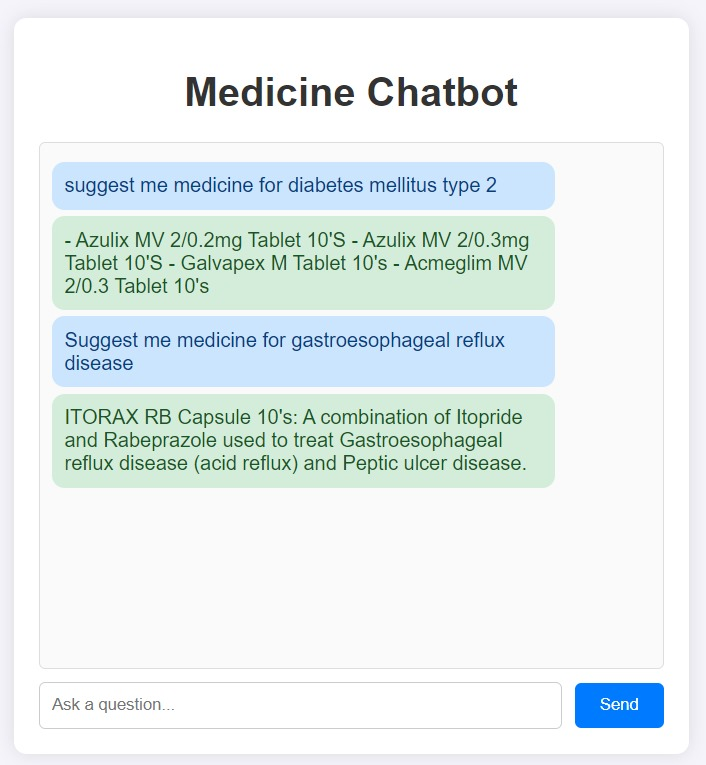 Medicine Chatbot
suggest me medicine for diabetes mellitus type 2
- Azulix MV 2/0.2mg Tablet 10'S - Azulix MV 2/0.3mg
Tablet 10'S - Galvapex M Tablet 10's - Acmeglim MV
2/0.3 Tablet 10's
Suggest me medicine for gastroesophageal reflux
disease
ITORAX RB Capsule 10's: A combination of Itopride
and Rabeprazole used to treat Gastroesophageal
reflux disease (acid reflux) and Peptic ulcer disease.
Ask a question...
Send